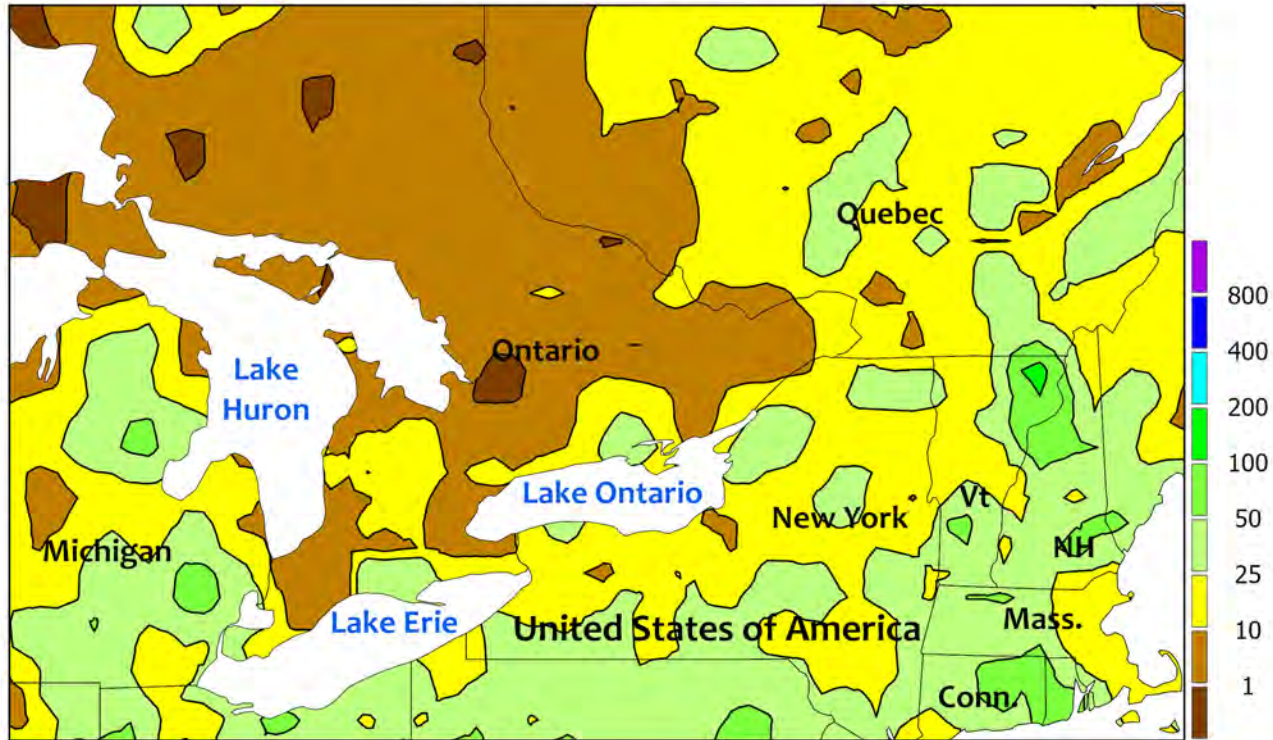 Quebec
800
400
Ontario
Lake
Huron
200
100
Lake Ontario
New York
Vt
Michigan
NH
50
25
Lake Erie
United States of America
Mass.
10
Conn.
1